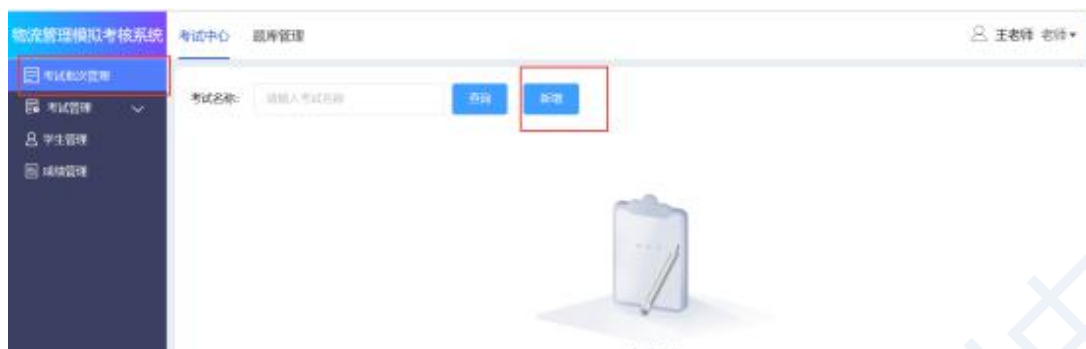 物流管理模拟考核系统
考试中心 题库管理
王老师 老师
考试批次管理
考试名称: 请输入考试名称 查询 新增
考试管理
学生管理
成绩管理